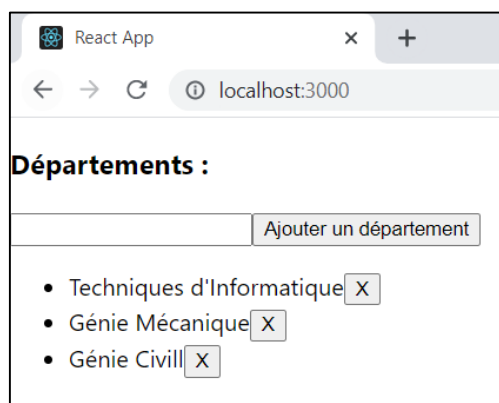 React App
localhost:3000
Départements :
Ajouter un département
Techniques d'Informatique X
Génie Mécanique X
Génie Civill X